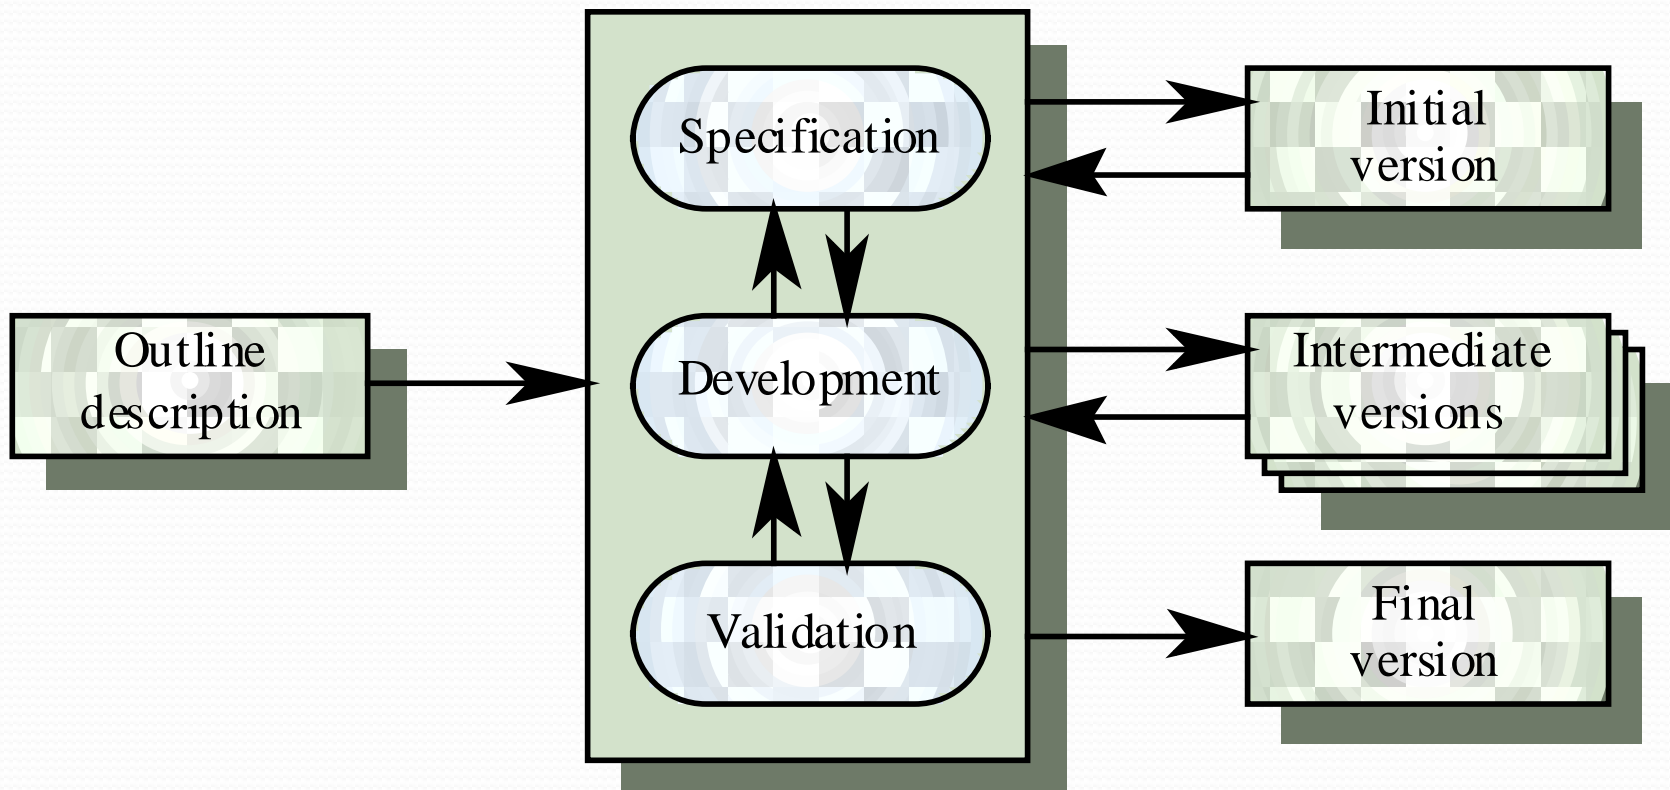 Specification
Initial
version
Outline
description
Development
Intermediate
versions
Validation
Final
version